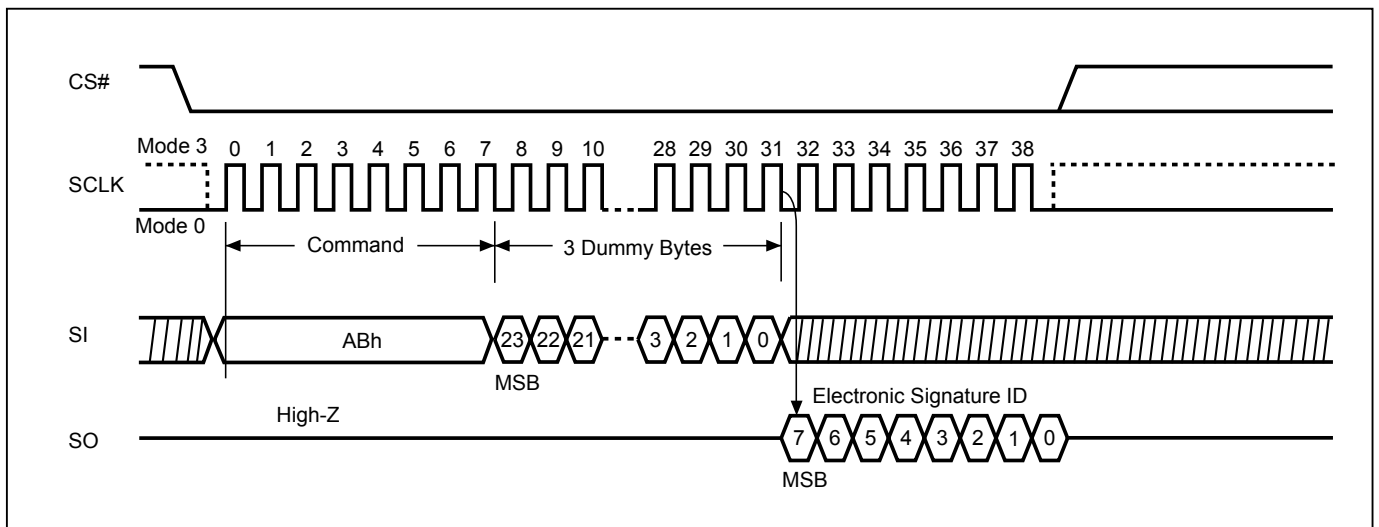 CS#
Mode 3
0 1 2 3 4 5 6 7 8 9 10 28 29 30 31 32 33 34 35 36 37 38
SCLK
Mode 0
Command 3 Dummy Bytes
SI
ABh 23 22 21 3 2 1 0
MSB
Electronic Signature ID
High-Z
SO
7 6 5 4 3 2 1 0
MSB